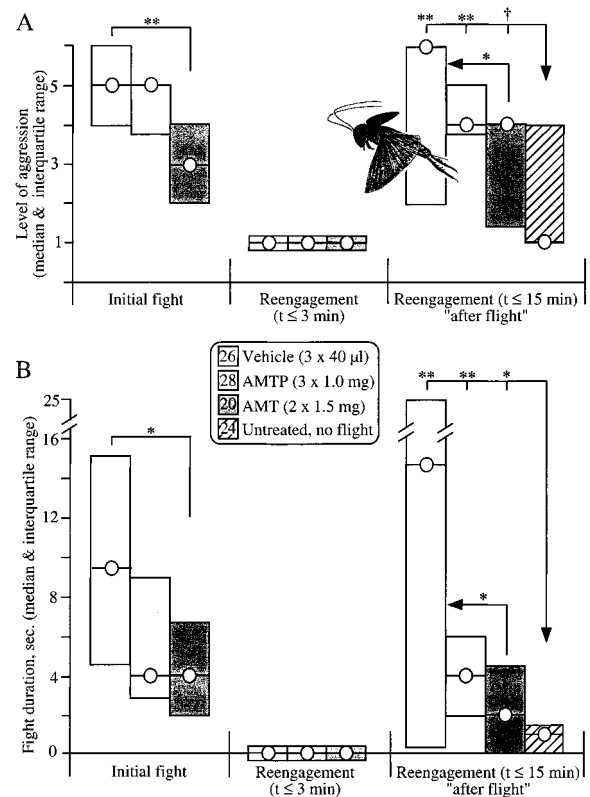 A
Level of aggression
(median & interquartile range)
5
3
1
**
** ** †
*
Initial fight
Reengagement
(t ≤ 3 min)
Reengagement (t ≤ 15 min)
"after flight"
26 Vehicle (3 x 40 µl)
28 AMTP (3 x 1.0 mg)
20 AMT (2 x 1.5 mg)
24 Untreated, no flight
B
Fight duration, sec. (median & interquartile range)
25
16
12
8
4
0
*
** ** *
*
Initial fight
Reengagement
(t ≤ 3 min)
Reengagement (t ≤ 15 min)
"after flight"